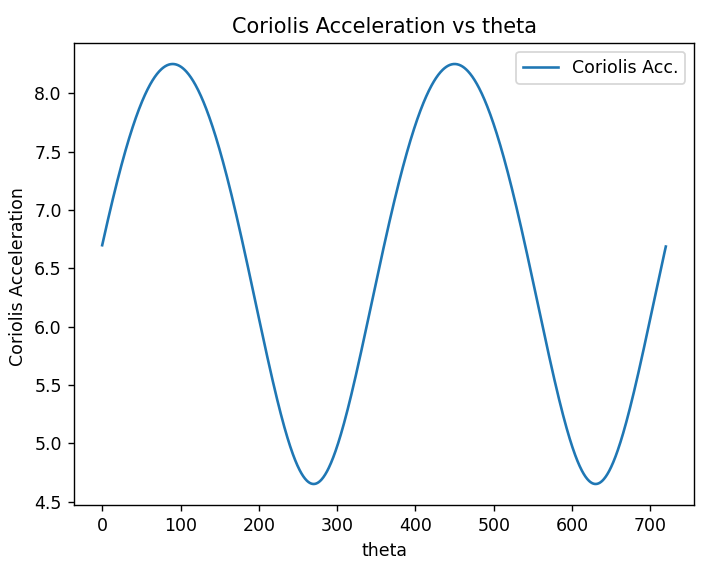 Coriolis Acceleration vs theta
Coriolis Acc.
Coriolis Acceleration
8.0
7.5
7.0
6.5
6.0
5.5
5.0
4.5
0 100 200 300 400 500 600 700
theta